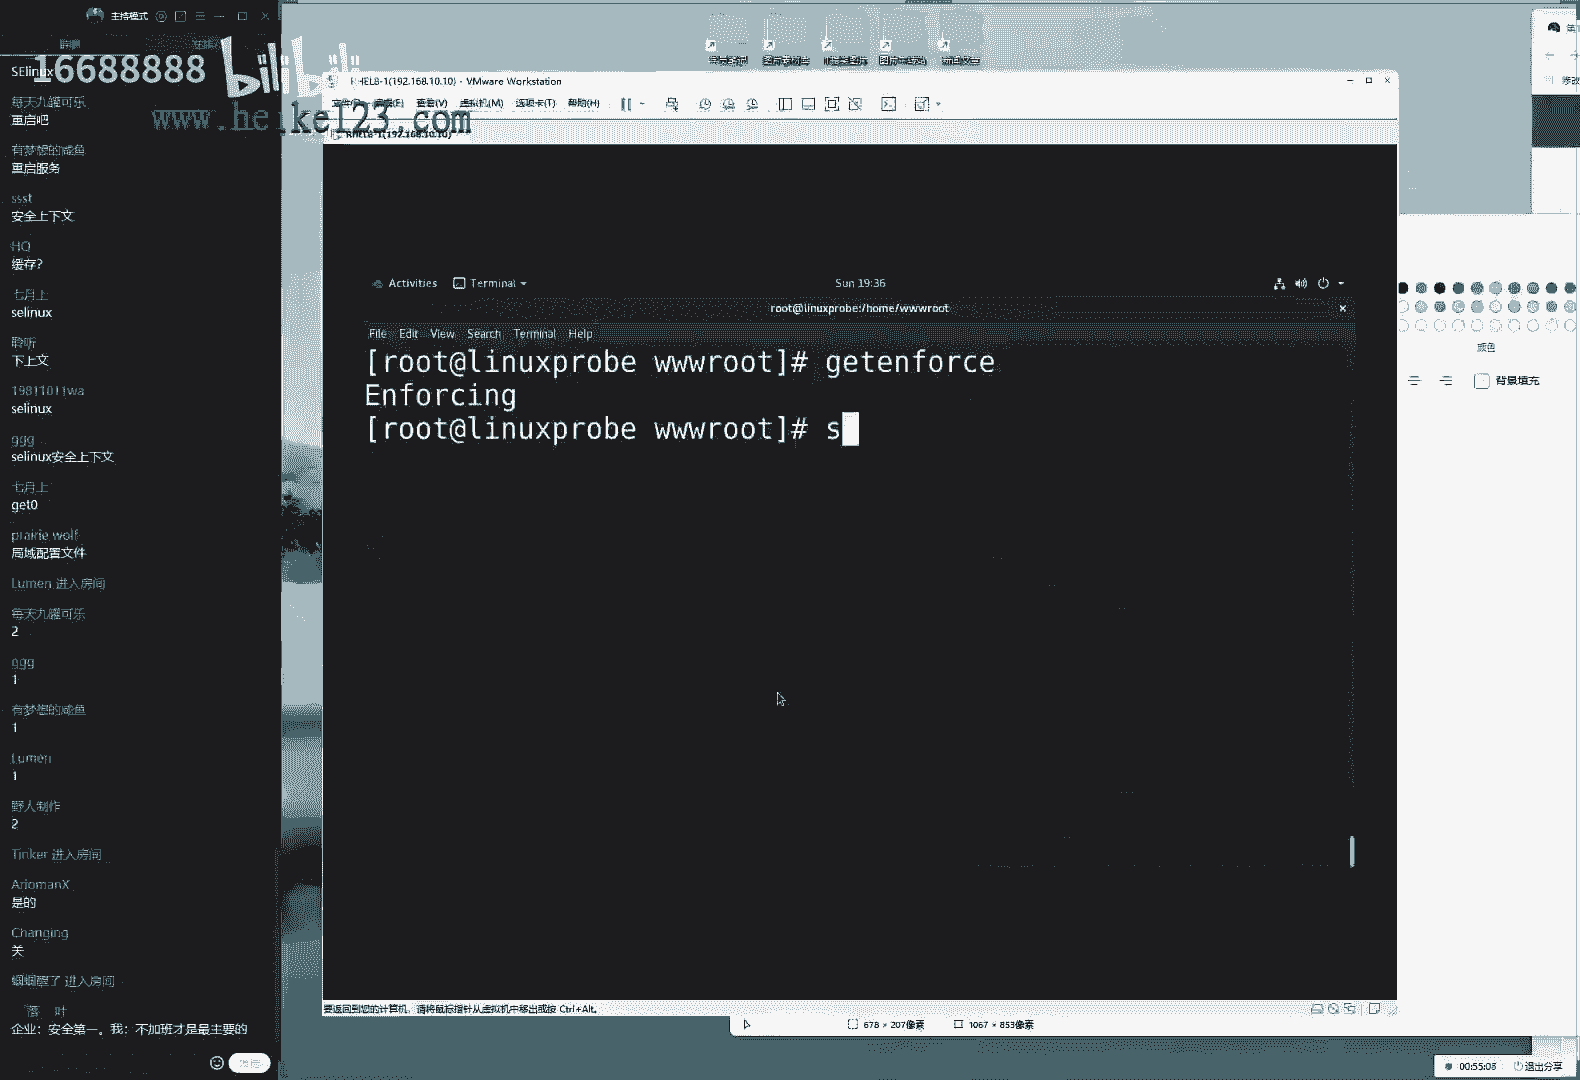 主持模式
SElinux
16688888
bilibili
www.heike123.com
每天九罐可乐
重启吧
有梦想的咸鱼
重启服务
ssst
安全上下文
HQ
缓存?
七月上
selinux
聆听
下上文
19811011wa
selinux
ggg
selinux安全上下文
七月上
get0
prairie wolf
局域配置文件
Lumen 进入房间
每天九罐可乐
2
ggg
1
有梦想的咸鱼
1
Lumen
1
野人制作
2
Tinker 进入房间
AriomanX
是的
Changing
关
蝈蝈醒了 进入房间
落 叶
企业：安全第一。我：不加班才是最主要的
RHEL8-1(192.168.10.10) - VMware Workstation
查看(V) 虚拟机(M) 选项卡(T) 帮助(H)
RHEL8-1(192.168.10.10)
Activities Terminal Sun 19:36
root@linuxprobe:/home/wwwroot
File Edit View Search Terminal Help
[root@linuxprobe wwwroot]# getenforce
Enforcing
[root@linuxprobe wwwroot]# s
要返回到您的计算机，请将鼠标指针从虚拟机中移出或按 Ctrl+Alt。
678 × 207像素 1067 × 853像素
颜色
背景填充
00:55:05 退出分享